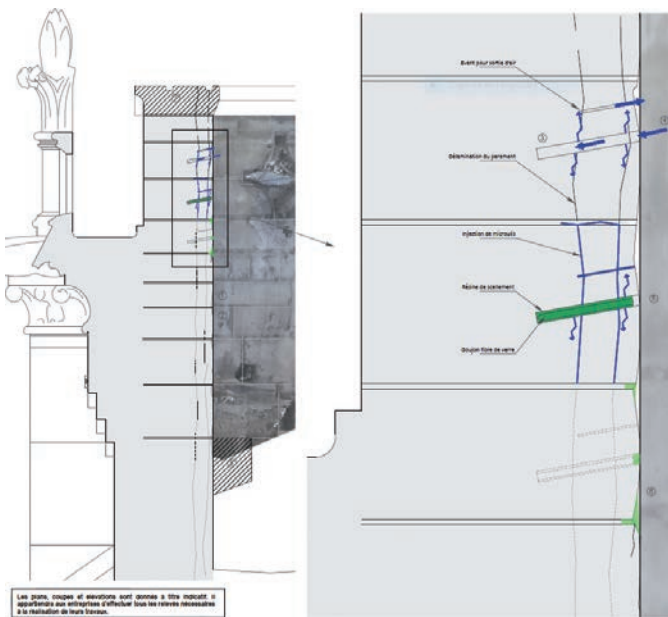 Event pour sortie d'air
Délamination du parement
Injection de microcoulis
Résine de scellement
Goujon fibre de verre
Les plans, coupes et élévations sont donnés à titre indicatif. Il
appartiendra aux entreprises d'effectuer tous les relevés nécessaires
à la réalisation de leurs travaux.